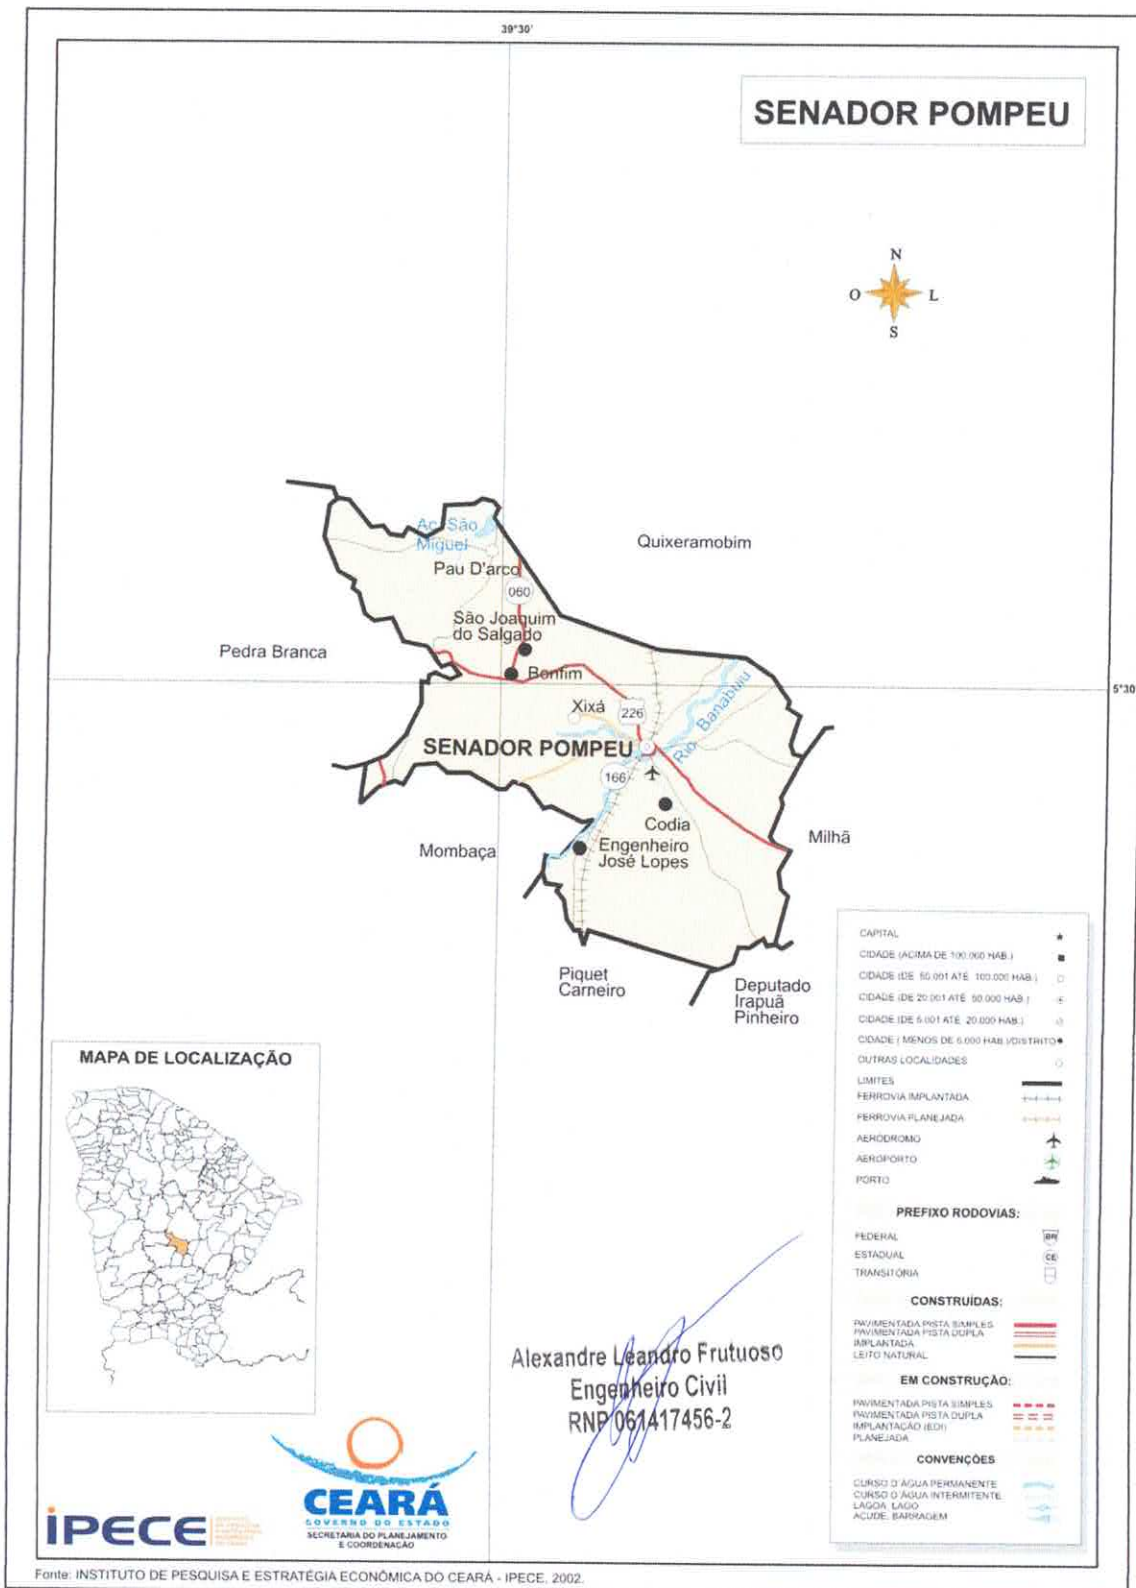 39°30'
SENADOR POMPEU
N
O
L
S
Aç. São
Miguel
Quixeramobim
Pau D'arco
060
São Joaquim
do Salgado
Pedra Branca
Bonfim
5°30
Xixá
226
Rio Banabuiu
SENADOR POMPEU
166
Codia
Milhã
Mombaça
Engenheiro
José Lopes
Piquet
Carneiro
Deputado
Irapuã
Pinheiro
CAPITAL
CIDADE (ACIMA DE 100.000 HAB.)
CIDADE (DE 50.001 ATÉ 100.000 HAB.)
CIDADE (DE 20.001 ATÉ 50.000 HAB.)
CIDADE (DE 5.001 ATÉ 20.000 HAB.)
CIDADE ( MENOS DE 5.000 HAB.)/DISTRITO
OUTRAS LOCALIDADES
LIMITES
FERROVIA IMPLANTADA
FERROVIA PLANEJADA
AERÓDROMO
AEROPORTO
PORTO
PREFIXO RODOVIAS:
FEDERAL BR
ESTADUAL CE
TRANSITÓRIA
CONSTRUÍDAS:
PAVIMENTADA PISTA SIMPLES
PAVIMENTADA PISTA DUPLA
IMPLANTADA
LEITO NATURAL
EM CONSTRUÇÃO:
PAVIMENTADA PISTA SIMPLES
PAVIMENTADA PISTA DUPLA
IMPLANTAÇÃO (EOI)
PLANEJADA
CONVENÇÕES
CURSO D'ÁGUA PERMANENTE
CURSO D'ÁGUA INTERMITENTE
LAGOA, LAGO
AÇUDE, BARRAGEM
MAPA DE LOCALIZAÇÃO
Alexandre Leandro Frutuoso
Engenheiro Civil
RNP 061417456-2
IPECE
CEARÁ
GOVERNO DO ESTADO
SECRETARIA DO PLANEJAMENTO
E COORDENAÇÃO
Fonte: INSTITUTO DE PESQUISA E ESTRATÉGIA ECONÔMICA DO CEARÁ - IPECE, 2002.